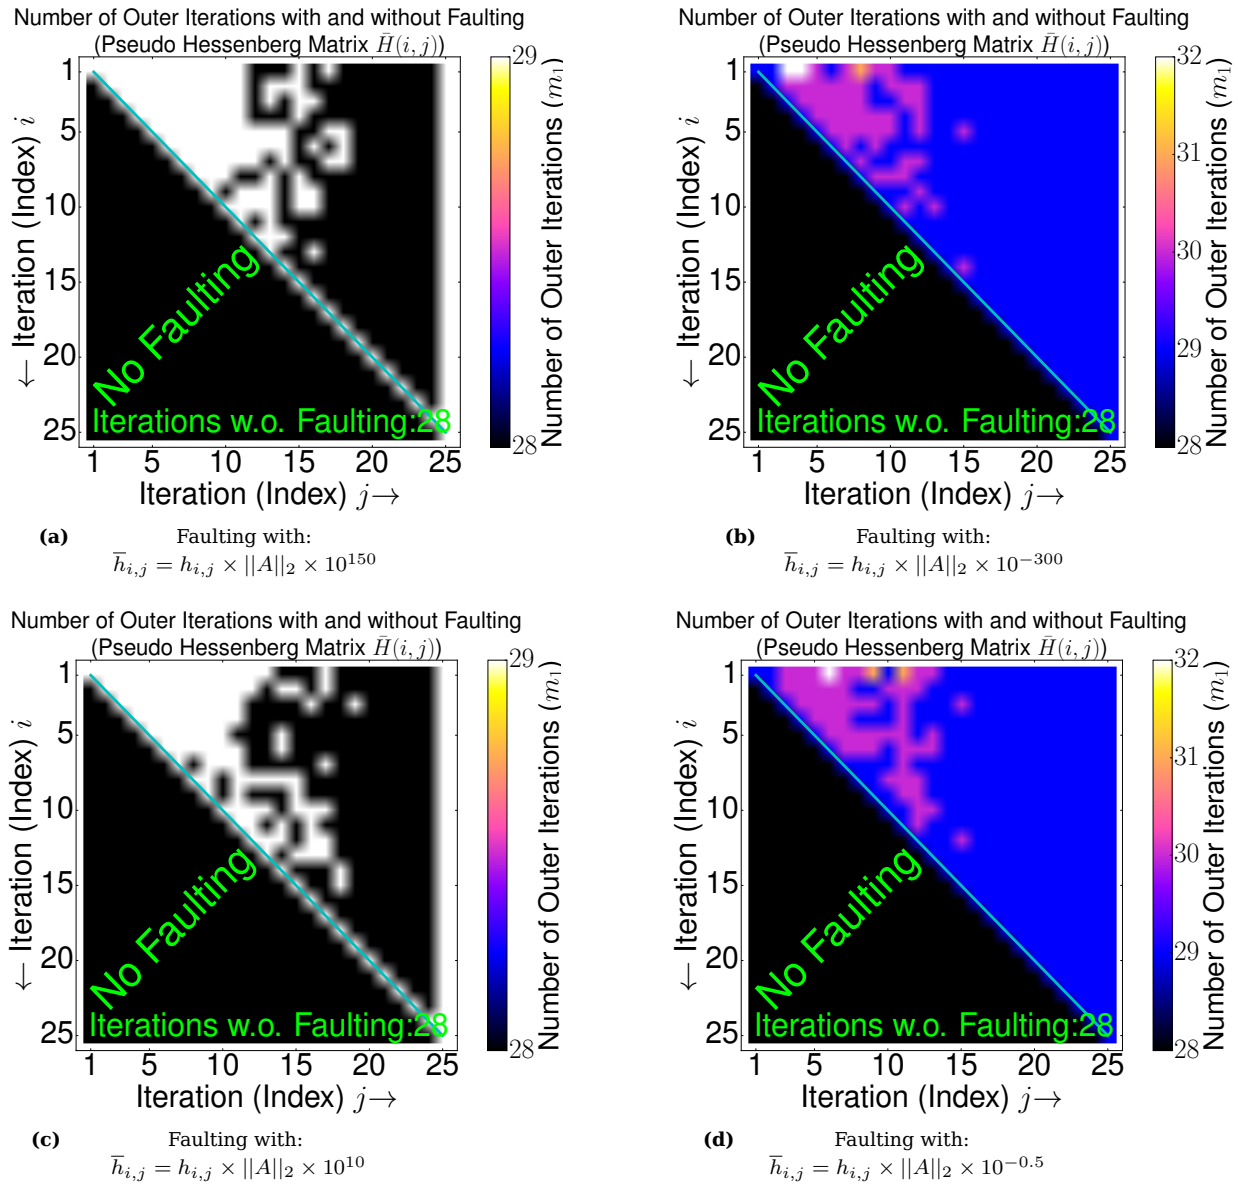 Number of Outer Iterations with and without Faulting
(Pseudo Hessenberg Matrix H̄(i, j))
1
5
10
15
20
25
← Iteration (Index) i
No Faulting
Iterations w.o. Faulting:28
1 5 10 15 20 25
Iteration (Index) j→
29
28
Number of Outer Iterations (m₁)
(a) Faulting with:
h̄ᵢ,ⱼ = hᵢ,ⱼ × ||A||₂ × 10¹⁵⁰
Number of Outer Iterations with and without Faulting
(Pseudo Hessenberg Matrix H̄(i, j))
1
5
10
15
20
25
← Iteration (Index) i
No Faulting
Iterations w.o. Faulting:28
1 5 10 15 20 25
Iteration (Index) j→
32
31
30
29
28
Number of Outer Iterations (m₁)
(b) Faulting with:
h̄ᵢ,ⱼ = hᵢ,ⱼ × ||A||₂ × 10⁻³⁰⁰
Number of Outer Iterations with and without Faulting
(Pseudo Hessenberg Matrix H̄(i, j))
1
5
10
15
20
25
← Iteration (Index) i
No Faulting
Iterations w.o. Faulting:28
1 5 10 15 20 25
Iteration (Index) j→
29
28
Number of Outer Iterations (m₁)
(c) Faulting with:
h̄ᵢ,ⱼ = hᵢ,ⱼ × ||A||₂ × 10¹⁰
Number of Outer Iterations with and without Faulting
(Pseudo Hessenberg Matrix H̄(i, j))
1
5
10
15
20
25
← Iteration (Index) i
No Faulting
Iterations w.o. Faulting:28
1 5 10 15 20 25
Iteration (Index) j→
32
31
30
29
28
Number of Outer Iterations (m₁)
(d) Faulting with:
h̄ᵢ,ⱼ = hᵢ,ⱼ × ||A||₂ × 10⁻⁰·⁵